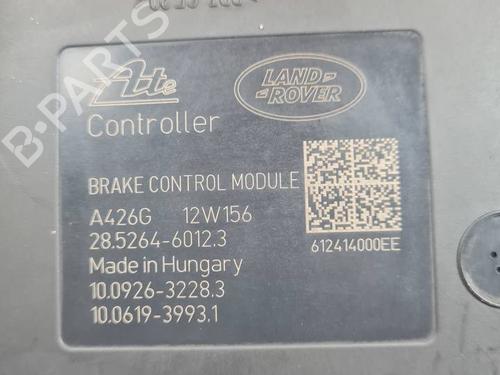 Ate
LAND
ROVER
Controller
BRAKE CONTROL MODULE
A426G 12W156
28.5264-6012.3
612414000EE
Made in Hungary
10.0926-3228.3
10.0619-3993.1
B-PARTS